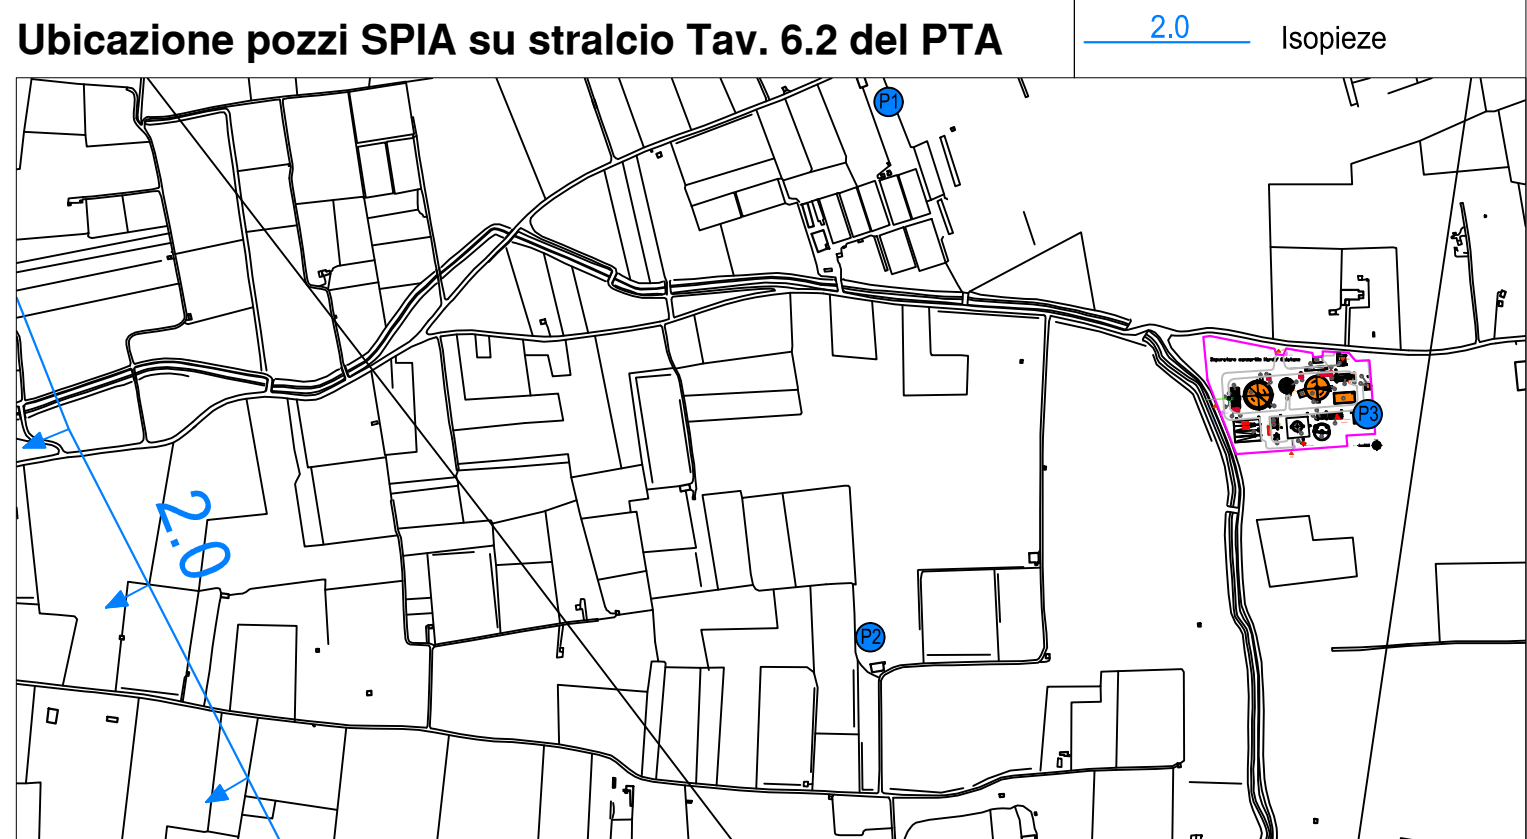 Ubicazione pozzi SPIA su stralcio Tav. 6.2 del PTA
2.0 Isopieze
P1
P3
2.0
P2